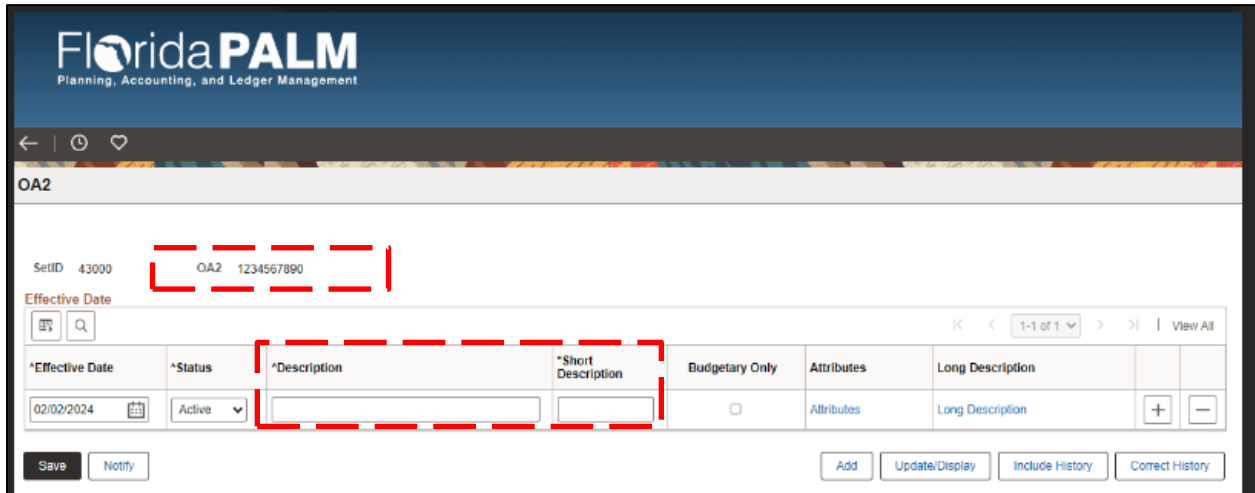 Florida PALM
Planning, Accounting, and Ledger Management
OA2
SetID 43000 OA2 1234567890
Effective Date
1-1 of 1 | View All
*Effective Date *Status *Description *Short Description Budgetary Only Attributes Long Description
02/02/2024 Active Attributes Long Description + −
Save Notify Add Update/Display Include History Correct History